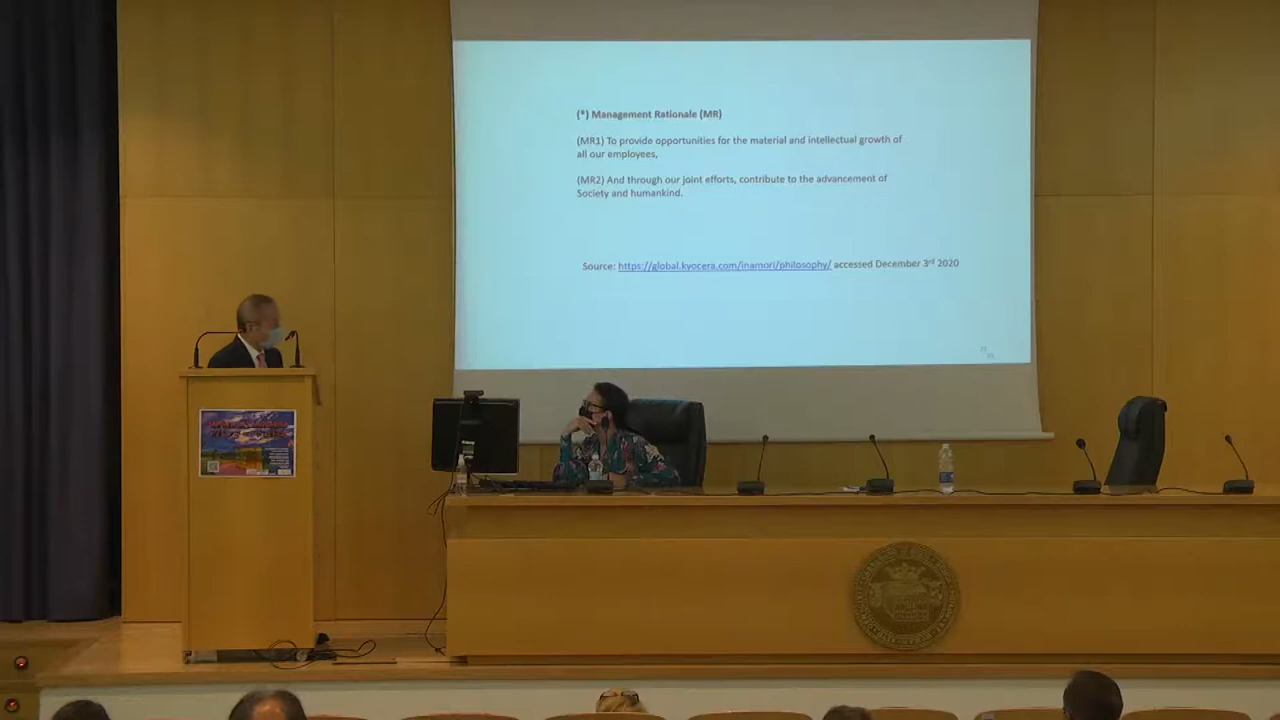 (*) Management Rationale (MR)
(MR1) To provide opportunities for the material and intellectual growth of
all our employees,
(MR2) And through our joint efforts, contribute to the advancement of
Society and humankind.
Source: https://global.kyocera.com/inamori/philosophy/ accessed December 3rd 2020